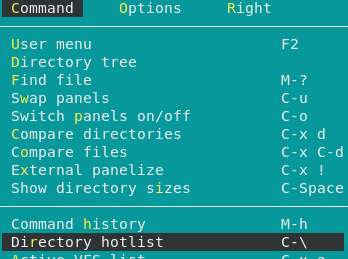 Command Options Right
User menu F2
Directory tree
Find file M-?
Swap panels C-u
Switch panels on/off C-o
Compare directories C-x d
Compare files C-x C-d
External panelize C-x !
Show directory sizes C-Space
Command history M-h
Directory hotlist C-\
Active VFS list C-x a